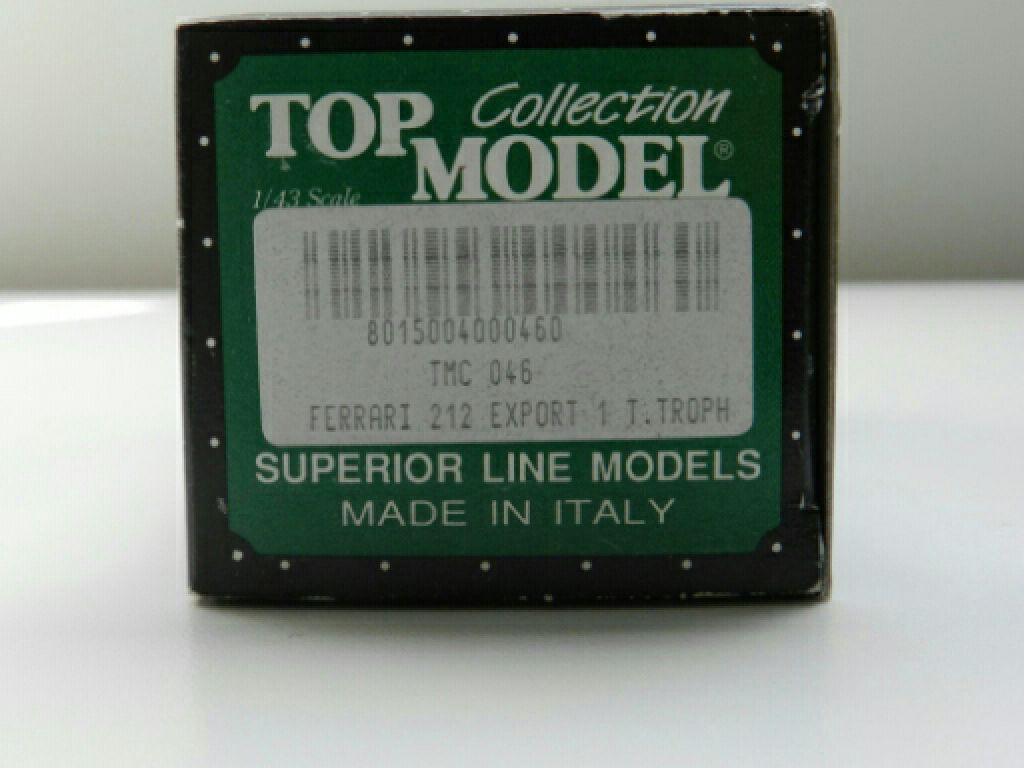 Collection
TOP MODEL®
1/43 Scale
8015004000460
TMC 046
FERRARI 212 EXPORT 1 T.TROPH
SUPERIOR LINE MODELS
MADE IN ITALY